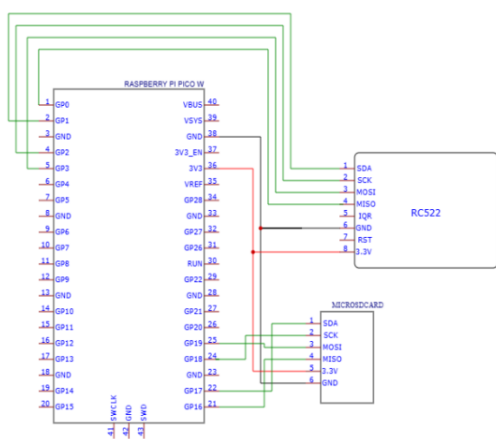 RASPBERRY PI PICO W
1 GP0 VBUS 40
2 GP1 VSYS 39
3 GND GND 38
4 GP2 3V3_EN 37
5 GP3 3V3 36
6 GP4 VREF 35
7 GP5 GP28 34
8 GND GND 33
9 GP6 GP27 32
10 GP7 GP26 31
11 GP8 RUN 30
12 GP9 GP22 29
13 GND GND 28
14 GP10 GP21 27
15 GP11 GP20 26
16 GP12 GP19 25
17 GP13 GP18 24
18 GND GND 23
19 GP14 GP17 22
20 GP15 GP16 21
SWCLK GND SWD
41 42 43
1 SDA
2 SCK
3 MOSI
4 MISO
5 IQR
6 GND
7 RST
8 3.3V
RC522
MICROSDCARD
1 SDA
2 SCK
3 MOSI
4 MISO
5 3.3V
6 GND